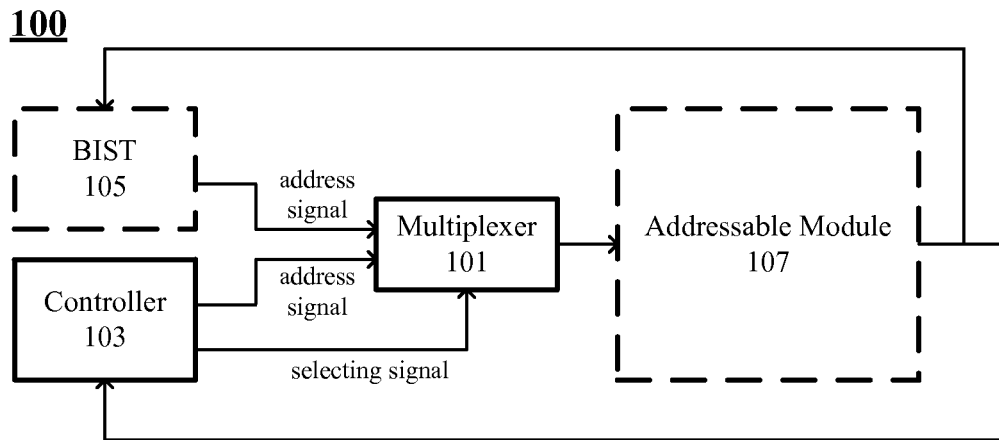 100
BIST
105
address
signal
Multiplexer
101
Addressable Module
107
Controller
103
address
signal
selecting signal